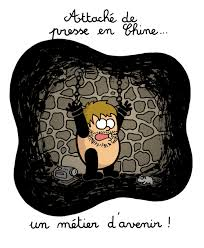 Attaché de
presse en Chine...
un métier d'avenir !